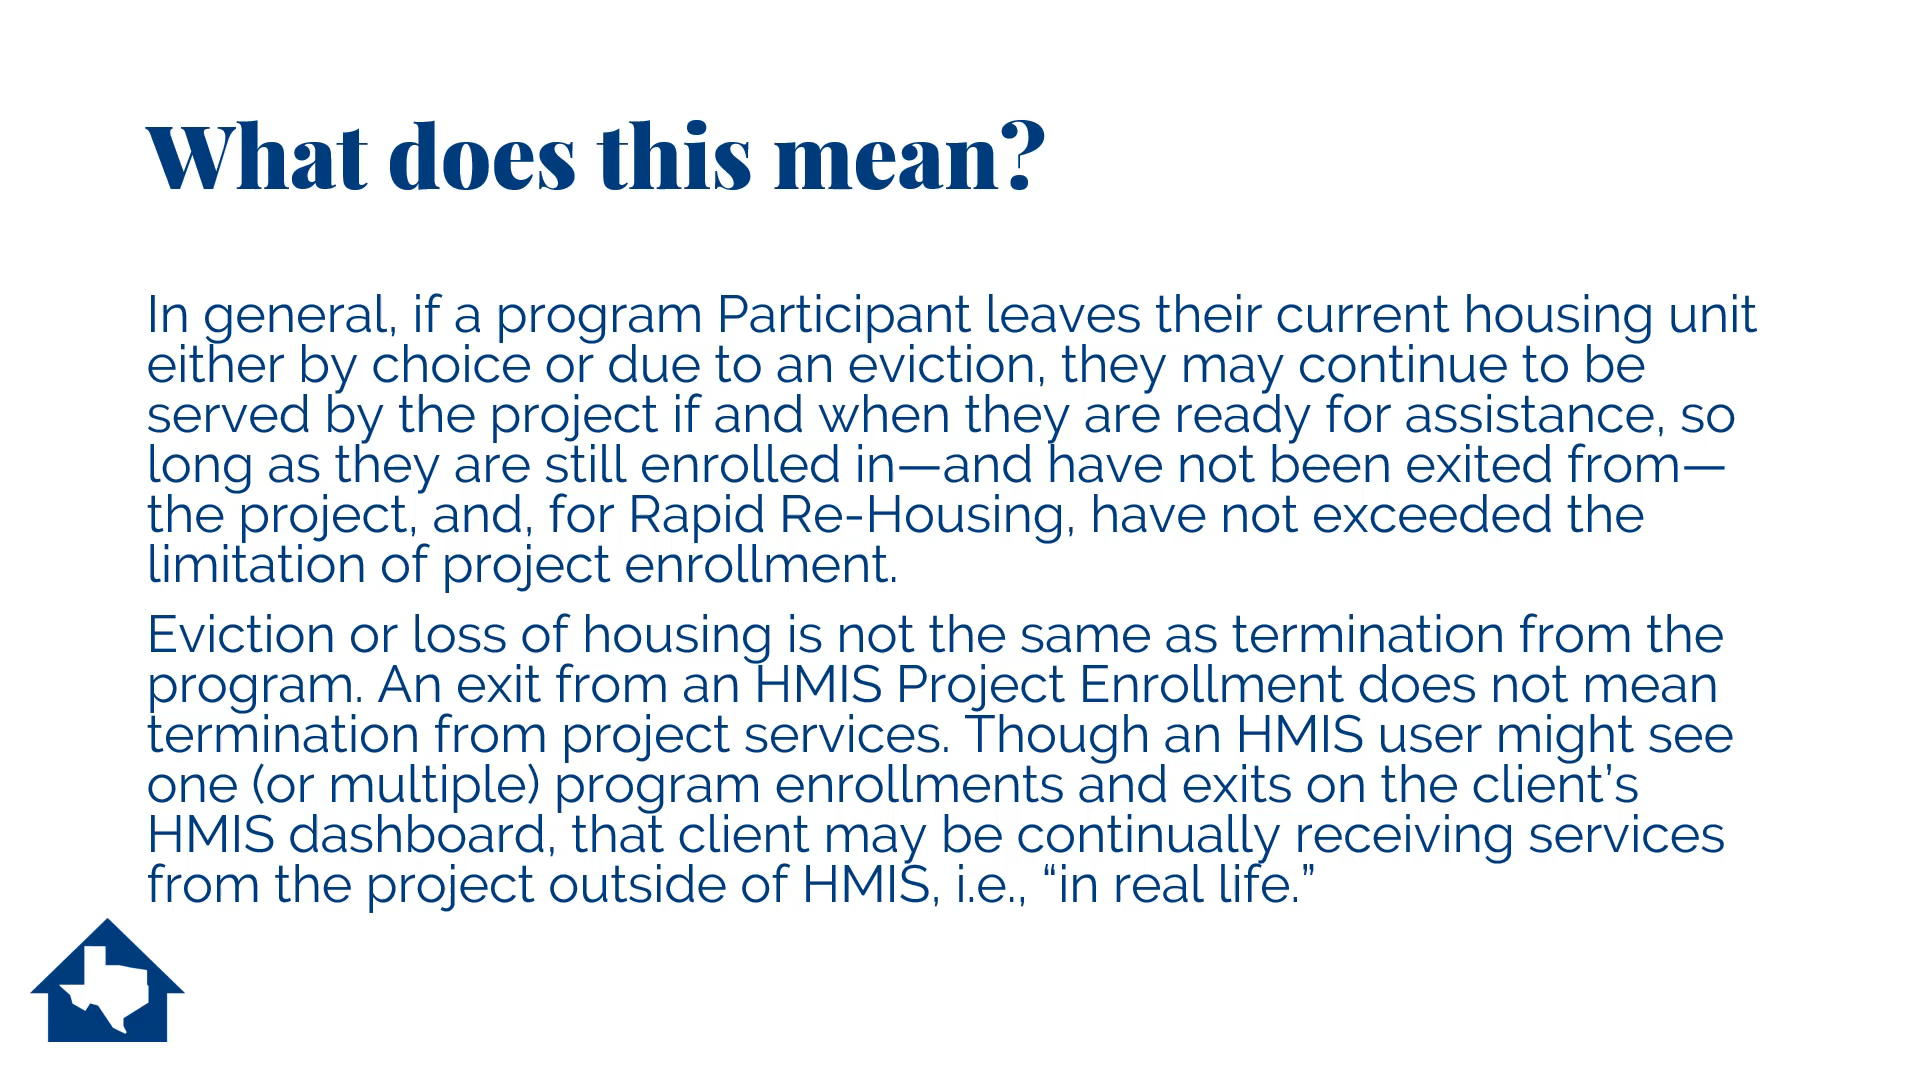 What does this mean?
In general, if a program Participant leaves their current housing unit
either by choice or due to an eviction, they may continue to be
served by the project if and when they are ready for assistance, so
long as they are still enrolled in—and have not been exited from—
the project, and, for Rapid Re-Housing, have not exceeded the
limitation of project enrollment.
Eviction or loss of housing is not the same as termination from the
program. An exit from an HMIS Project Enrollment does not mean
termination from project services. Though an HMIS user might see
one (or multiple) program enrollments and exits on the client’s
HMIS dashboard, that client may be continually receiving services
from the project outside of HMIS, i.e., “in real life.”